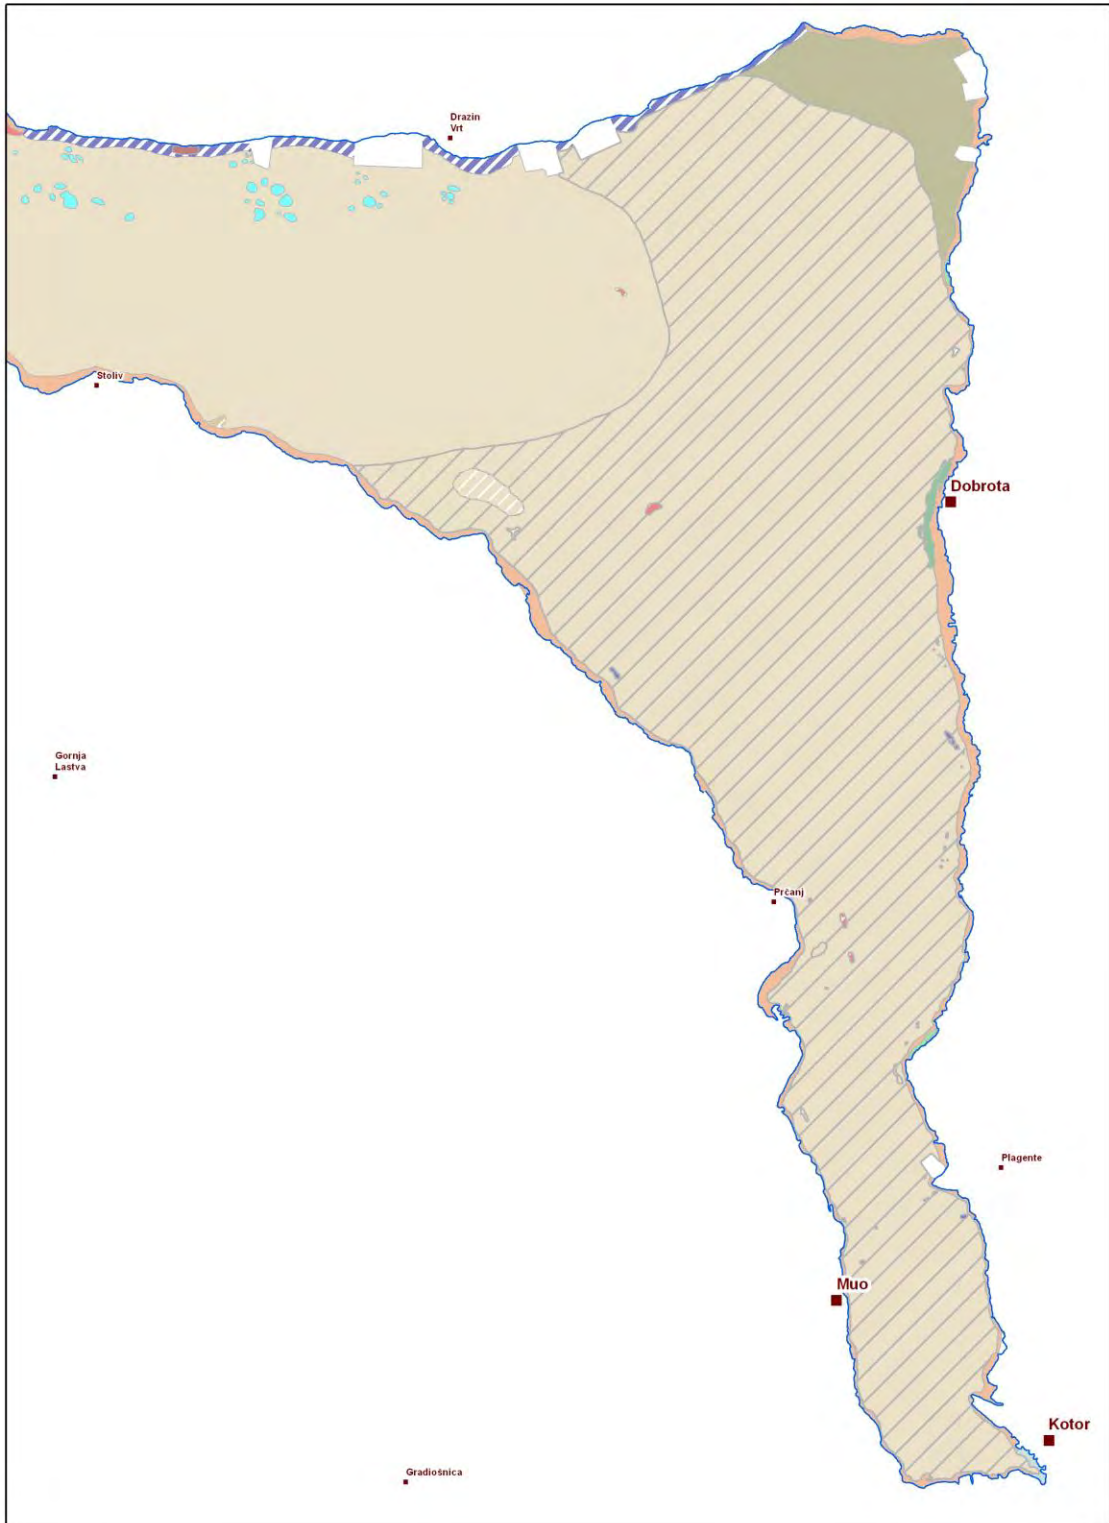 Drazin
Vrt
Stoliv
Dobrota
Gornja
Lastva
Prčanj
Plagente
Muo
Kotor
Gradiošnica